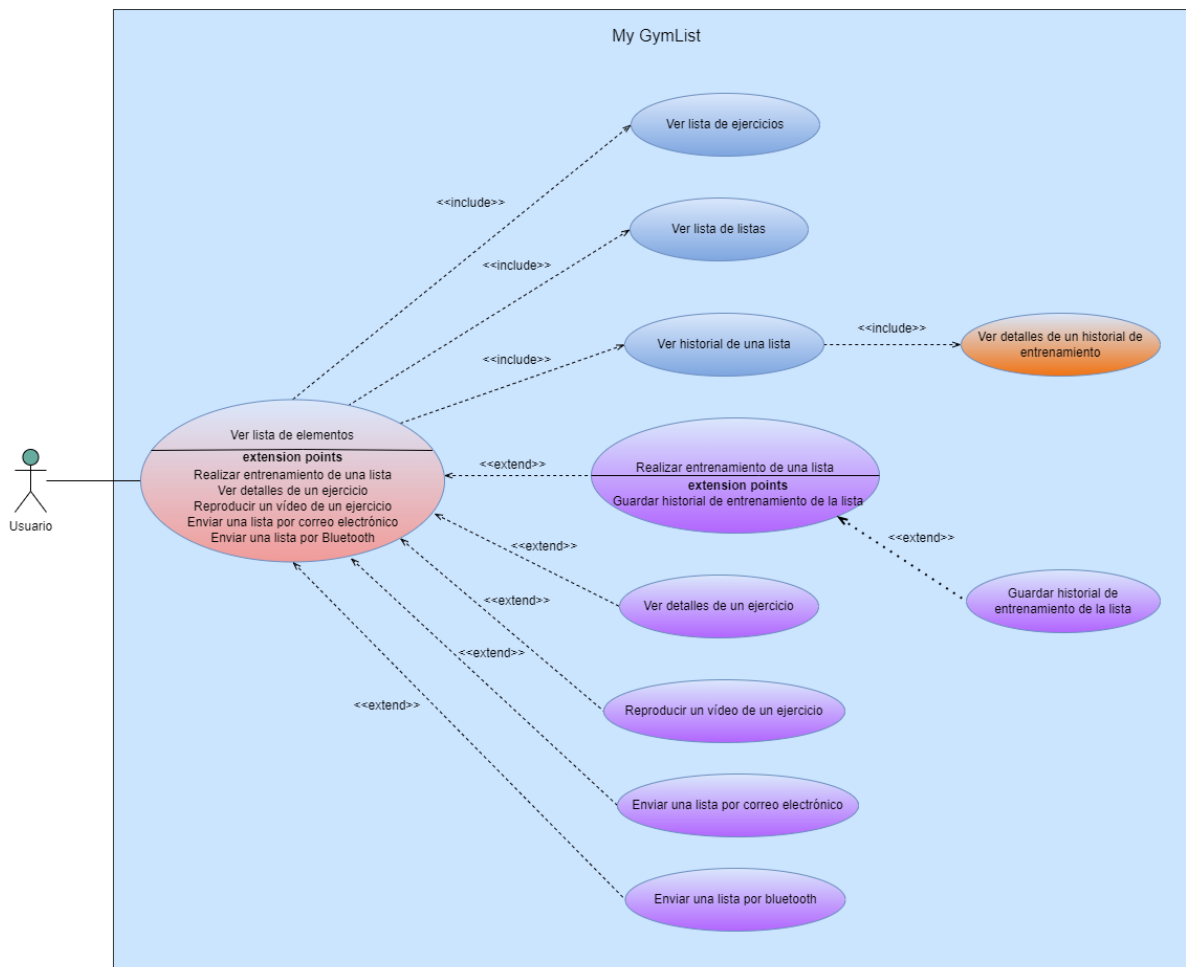 My GymList
Ver lista de ejercicios
<<include>>
Ver lista de listas
<<include>>
Ver historial de una lista
<<include>>
<<include>>
Ver detalles de un historial de
entrenamiento
Ver lista de elementos
extension points
Realizar entrenamiento de una lista
Ver detalles de un ejercicio
Reproducir un vídeo de un ejercicio
Enviar una lista por correo electrónico
Enviar una lista por Bluetooth
Usuario
<<extend>>
Realizar entrenamiento de una lista
extension points
Guardar historial de entrenamiento de la lista
<<extend>>
Guardar historial de
entrenamiento de la lista
<<extend>>
Ver detalles de un ejercicio
<<extend>>
Reproducir un vídeo de un ejercicio
<<extend>>
Enviar una lista por correo electrónico
<<extend>>
Enviar una lista por bluetooth